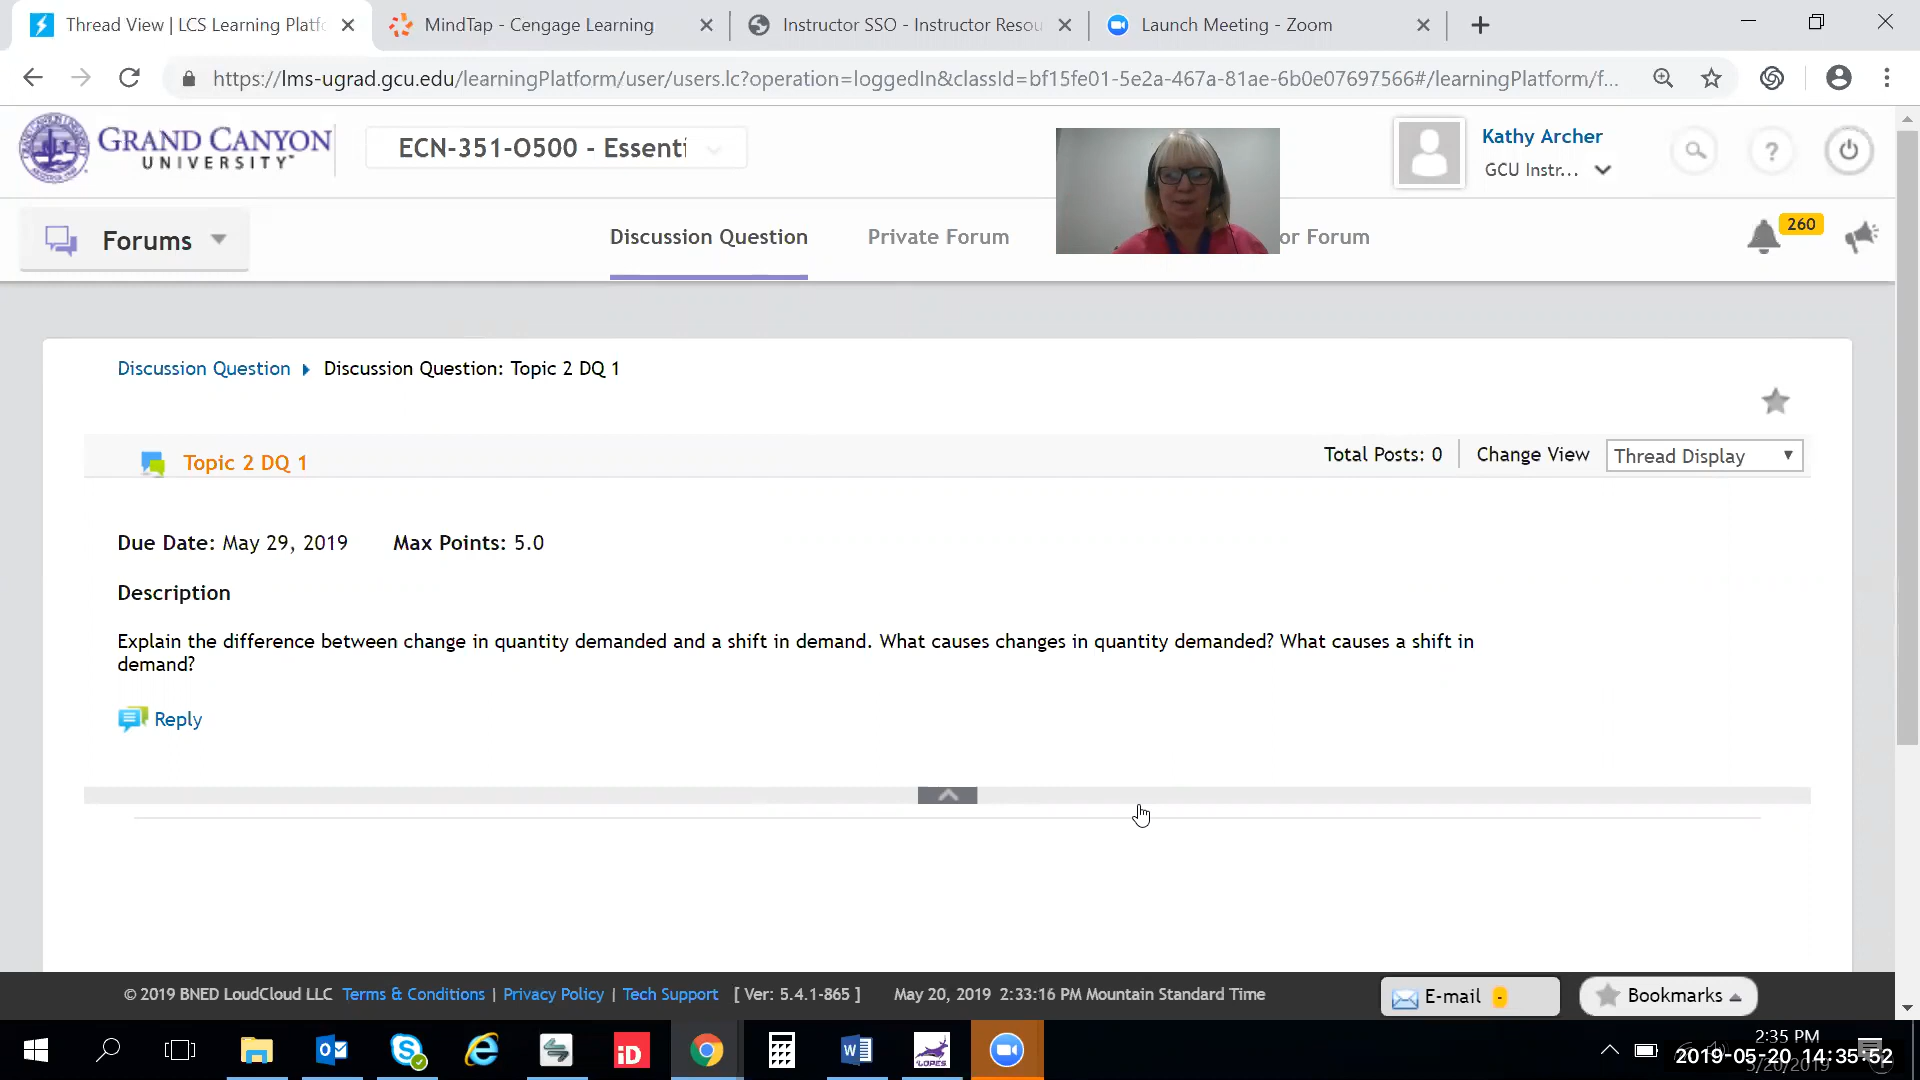 Thread View | LCS Learning Platfo
MindTap - Cengage Learning
Instructor SSO - Instructor Resou
Launch Meeting - Zoom
https://lms-ugrad.gcu.edu/learningPlatform/user/users.lc?operation=loggedIn&classId=bf15fe01-5e2a-467a-81ae-6b0e07697566#/learningPlatform/f...
GRAND CANYON
UNIVERSITY
ECN-351-O500 - Essenti
Kathy Archer
GCU Instr...
Forums
Discussion Question
Private Forum
or Forum
260
Discussion Question
Discussion Question: Topic 2 DQ 1
Topic 2 DQ 1
Total Posts: 0
Change View
Thread Display
Due Date: May 29, 2019
Max Points: 5.0
Description
Explain the difference between change in quantity demanded and a shift in demand. What causes changes in quantity demanded? What causes a shift in
demand?
Reply
© 2019 BNED LoudCloud LLC
Terms & Conditions | Privacy Policy | Tech Support
[ Ver: 5.4.1-865 ]
May 20, 2019 2:33:16 PM Mountain Standard Time
E-mail -
Bookmarks
iD
LOPES
2:35 PM
2019-05-20 14:35:52
5/20/2019